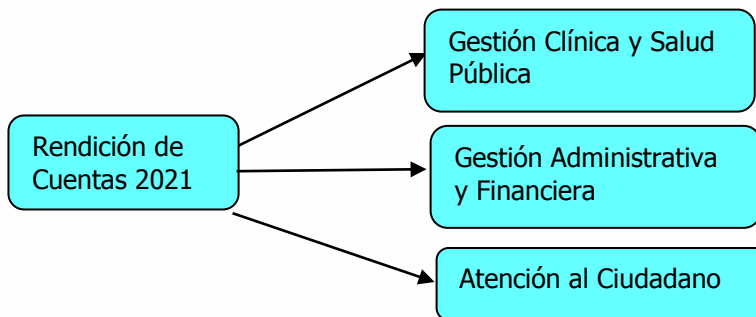 Rendición de
Cuentas 2021
Gestión Clínica y Salud
Pública
Gestión Administrativa
y Financiera
Atención al Ciudadano